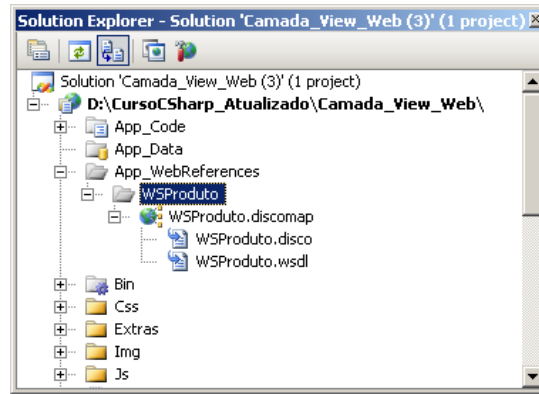 Solution Explorer - Solution 'Camada_View_Web (3)' (1 project)
Solution 'Camada_View_Web (3)' (1 project)
D:\CursoCSharp_Atualizado\Camada_View_Web\
App_Code
App_Data
App_WebReferences
WSProduto
WSProduto.discomap
WSProduto.disco
WSProduto.wsdl
Bin
Css
Extras
Img
Js